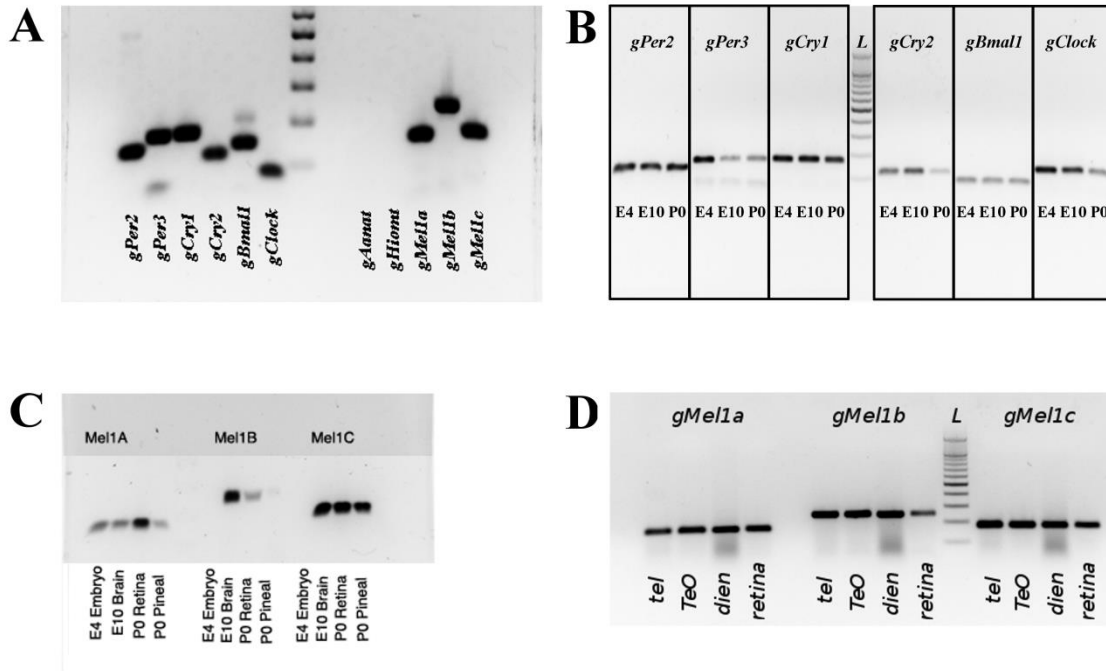 A
gPer2
gPer3
gCry1
gCry2
gBmal1
gClock
gAanat
gHiomt
gMel1a
gMel1b
gMel1c
B
gPer2 gPer3 gCry1 L gCry2 gBmal1 gClock
E4 E10 P0 E4 E10 P0 E4 E10 P0 E4 E10 P0 E4 E10 P0 E4 E10 P0
C
Mel1A Mel1B Mel1C
E4 Embryo
E10 Brain
P0 Retina
P0 Pineal
E4 Embryo
E10 Brain
P0 Retina
P0 Pineal
E4 Embryo
E10 Brain
P0 Retina
P0 Pineal
D
gMel1a gMel1b L gMel1c
tel
TeO
dien
retina
tel
TeO
dien
retina
tel
TeO
dien
retina